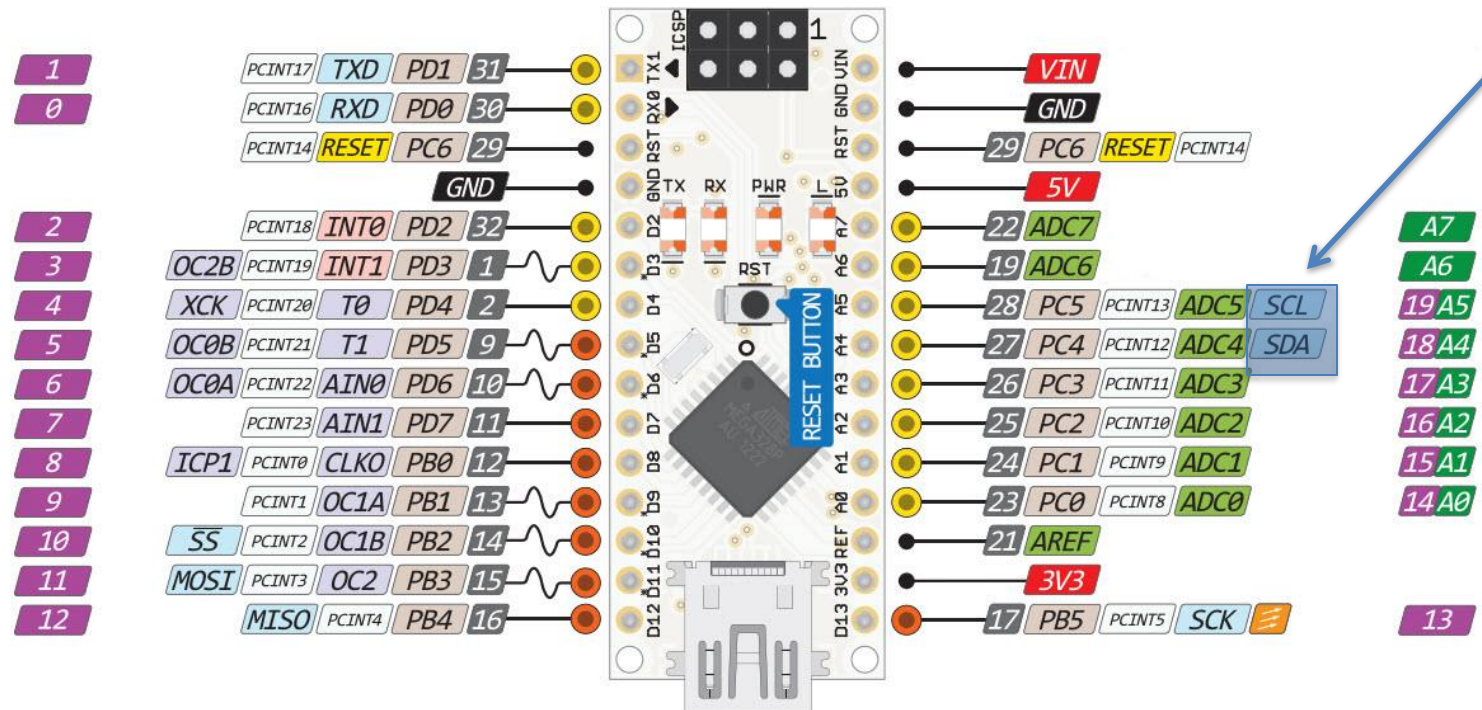 ICSP 1
1 PCINT17 TXD PD1 31 TX1 VIN VIN
0 PCINT16 RXD PD0 30 RX0 GND GND
PCINT14 RESET PC6 29 RST RST 29 PC6 RESET PCINT14
GND GND TX RX PWR L 5V 5V
2 PCINT18 INT0 PD2 32 D2 A7 22 ADC7 A7
3 OC2B PCINT19 INT1 PD3 1 *D3 RST A6 19 ADC6 A6
4 XCK PCINT20 T0 PD4 2 D4 A5 28 PC5 PCINT13 ADC5 SCL 19 A5
5 OC0B PCINT21 T1 PD5 9 *D5 A4 27 PC4 PCINT12 ADC4 SDA 18 A4
RESET BUTTON
6 OC0A PCINT22 AIN0 PD6 10 *D6 A3 26 PC3 PCINT11 ADC3 17 A3
7 PCINT23 AIN1 PD7 11 D7 A2 25 PC2 PCINT10 ADC2 16 A2
8 ICP1 PCINT0 CLKO PB0 12 D8 A1 24 PC1 PCINT9 ADC1 15 A1
9 PCINT1 OC1A PB1 13 *D9 A0 23 PC0 PCINT8 ADC0 14 A0
10 SS PCINT2 OC1B PB2 14 *D10 REF 21 AREF
11 MOSI PCINT3 OC2 PB3 15 *D11 3V3 3V3
12 MISO PCINT4 PB4 16 D12 D13 17 PB5 PCINT5 SCK 13